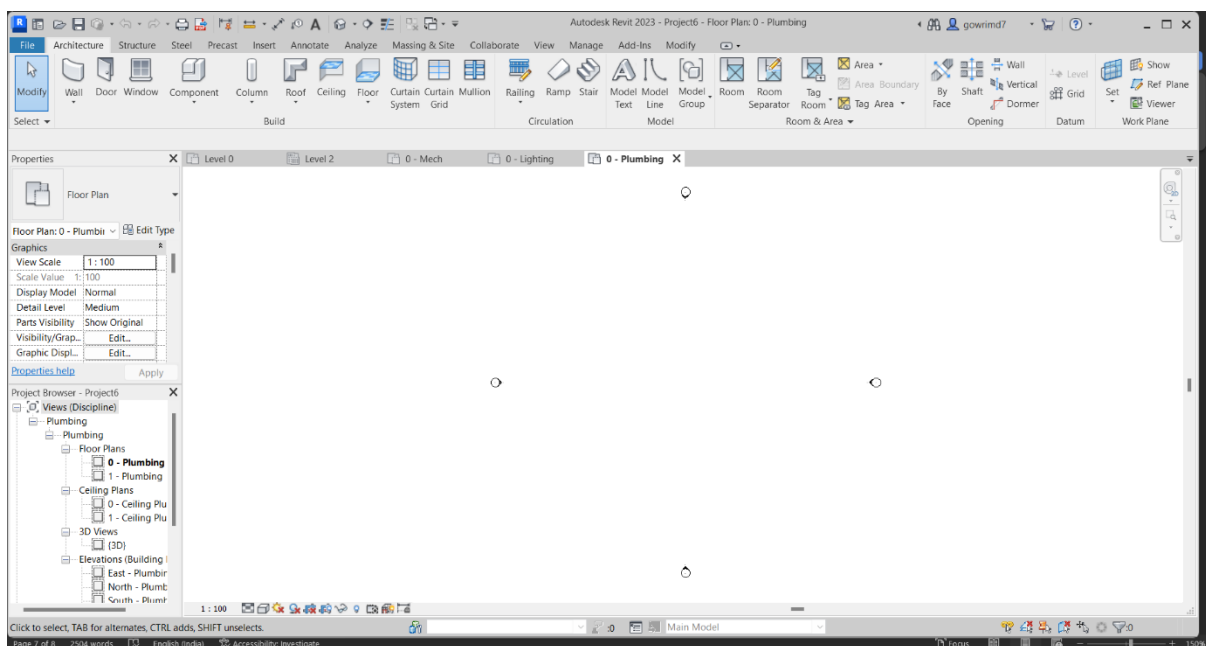 Autodesk Revit 2023 - Project6 - Floor Plan: 0 - Plumbing
gowrimd7
File Architecture Structure Steel Precast Insert Annotate Analyze Massing & Site Collaborate View Manage Add-Ins Modify
Modify Wall Door Window Component Column Roof Ceiling Floor Curtain System Curtain Grid Mullion Railing Ramp Stair Model Text Model Line Model Group Room Room Separator Tag Room
Area
Area Boundary
Tag Area
By Face Shaft
Wall
Vertical
Dormer
Level
Grid
Set
Show
Ref Plane
Viewer
Select Build Circulation Model Room & Area Opening Datum Work Plane
Properties
Level 0 Level 2 0 - Mech 0 - Lighting 0 - Plumbing
Floor Plan
Floor Plan: 0 - Plumbin Edit Type
Graphics
View Scale 1 : 100
Scale Value 1: 100
Display Model Normal
Detail Level Medium
Parts Visibility Show Original
Visibility/Grap... Edit...
Graphic Displ... Edit...
Properties help Apply
Project Browser - Project6
Views (Discipline)
Plumbing
Plumbing
Floor Plans
0 - Plumbing
1 - Plumbing
Ceiling Plans
0 - Ceiling Plu
1 - Ceiling Plu
3D Views
{3D}
Elevations (Building
East - Plumbin
North - Plumb
South - Plumb
1 : 100
Click to select, TAB for alternates, CTRL adds, SHIFT unselects.
:0
Main Model
:0
Page 7 of 8 2504 words English (India) Accessibility: Investigate Focus 150%